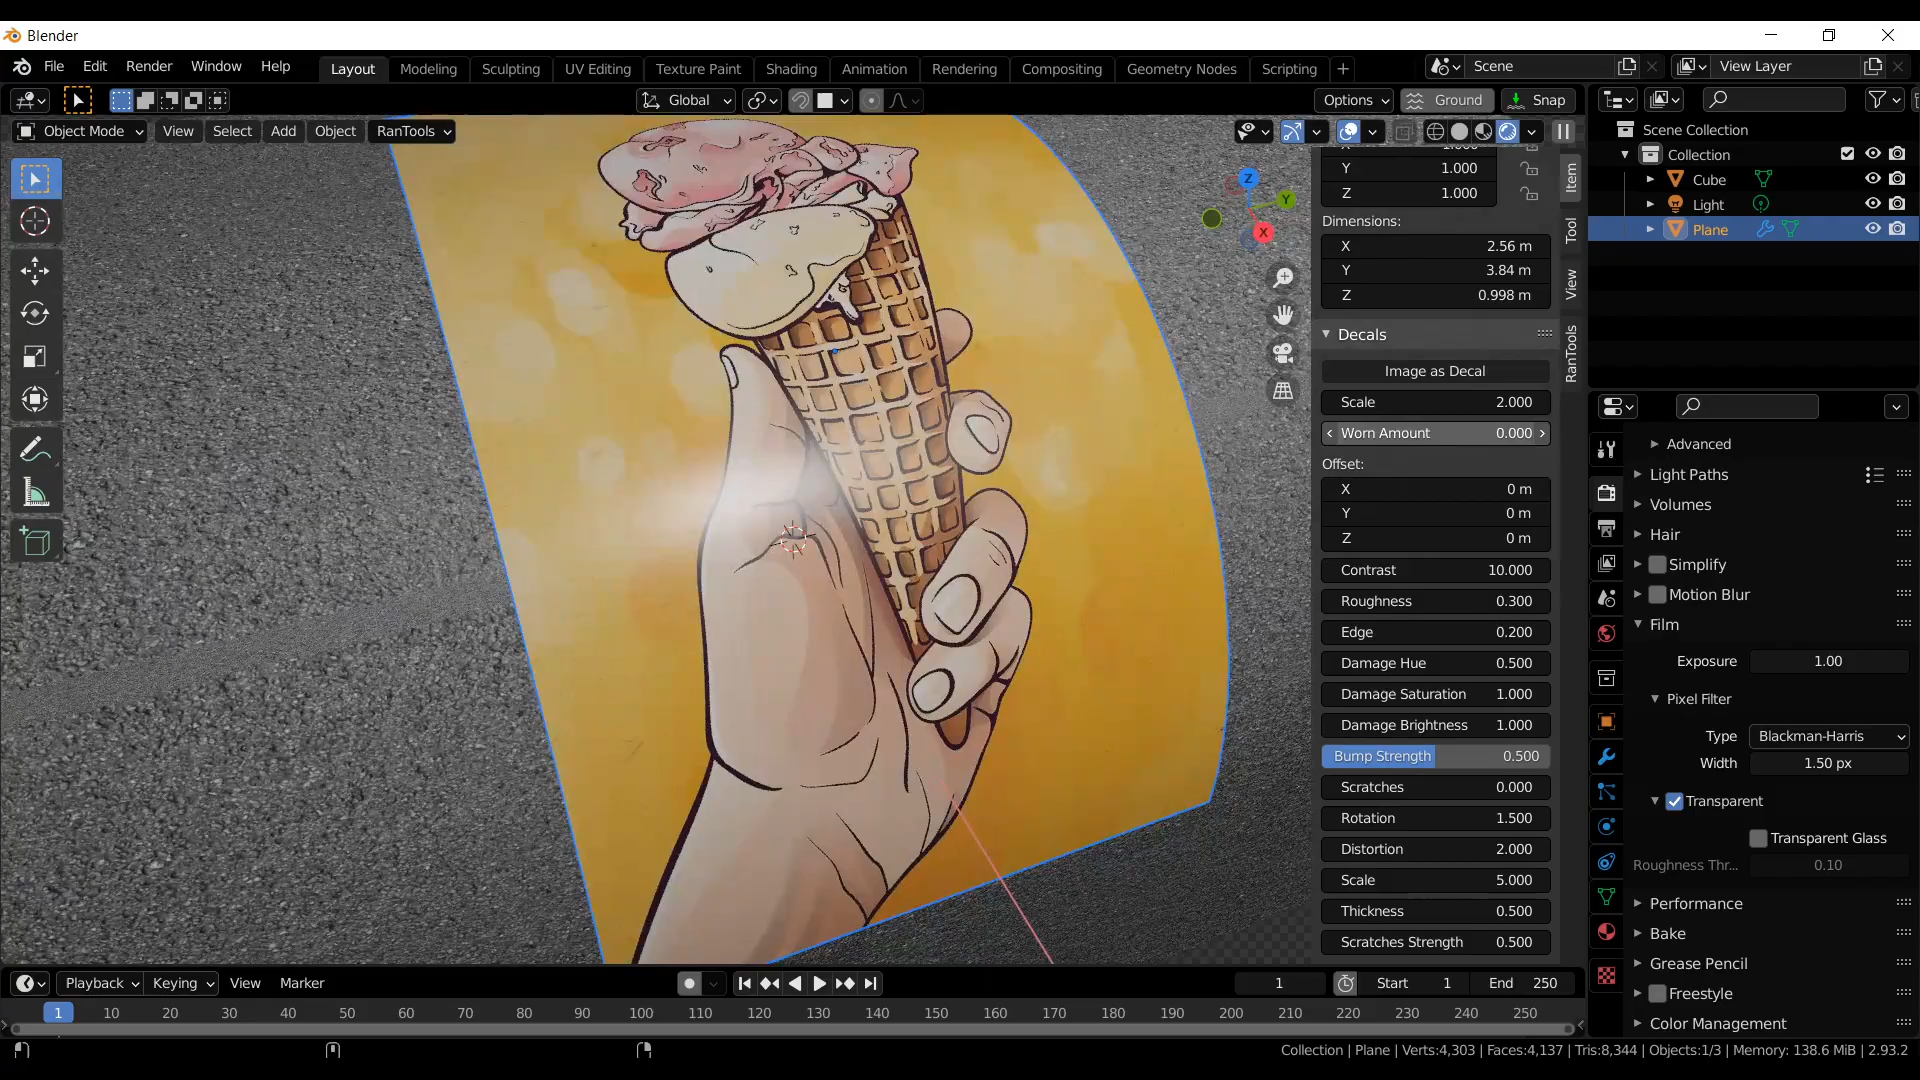 Blender
File Edit Render Window Help Layout Modeling Sculpting UV Editing Texture Paint Shading Animation Rendering Compositing Geometry Nodes Scripting + Scene View Layer
Global Options Ground Snap
Object Mode View Select Add Object RanTools
Z
Y
X
Item
Tool
View
RanTools
Y 1.000
Z 1.000
Dimensions:
X 2.56 m
Y 3.84 m
Z 0.998 m
Decals
Image as Decal
Scale 2.000
Worn Amount 0.000
Offset:
X 0 m
Y 0 m
Z 0 m
Contrast 10.000
Roughness 0.300
Edge 0.200
Damage Hue 0.500
Damage Saturation 1.000
Damage Brightness 1.000
Bump Strength 0.500
Scratches 0.000
Rotation 1.500
Distortion 2.000
Scale 5.000
Thickness 0.500
Scratches Strength 0.500
Scene Collection
Collection
Cube
Light
Plane
Advanced
Light Paths
Volumes
Hair
Simplify
Motion Blur
Film
Exposure 1.00
Pixel Filter
Type Blackman-Harris
Width 1.50 px
Transparent
Transparent Glass
Roughness Thr... 0.10
Performance
Bake
Grease Pencil
Freestyle
Color Management
Playback Keying View Marker 1 Start 1 End 250
1 10 20 30 40 50 60 70 80 90 100 110 120 130 140 150 160 170 180 190 200 210 220 230 240 250
Collection | Plane | Verts:4,303 | Faces:4,137 | Tris:8,344 | Objects:1/3 | Memory: 138.6 MiB | 2.93.2